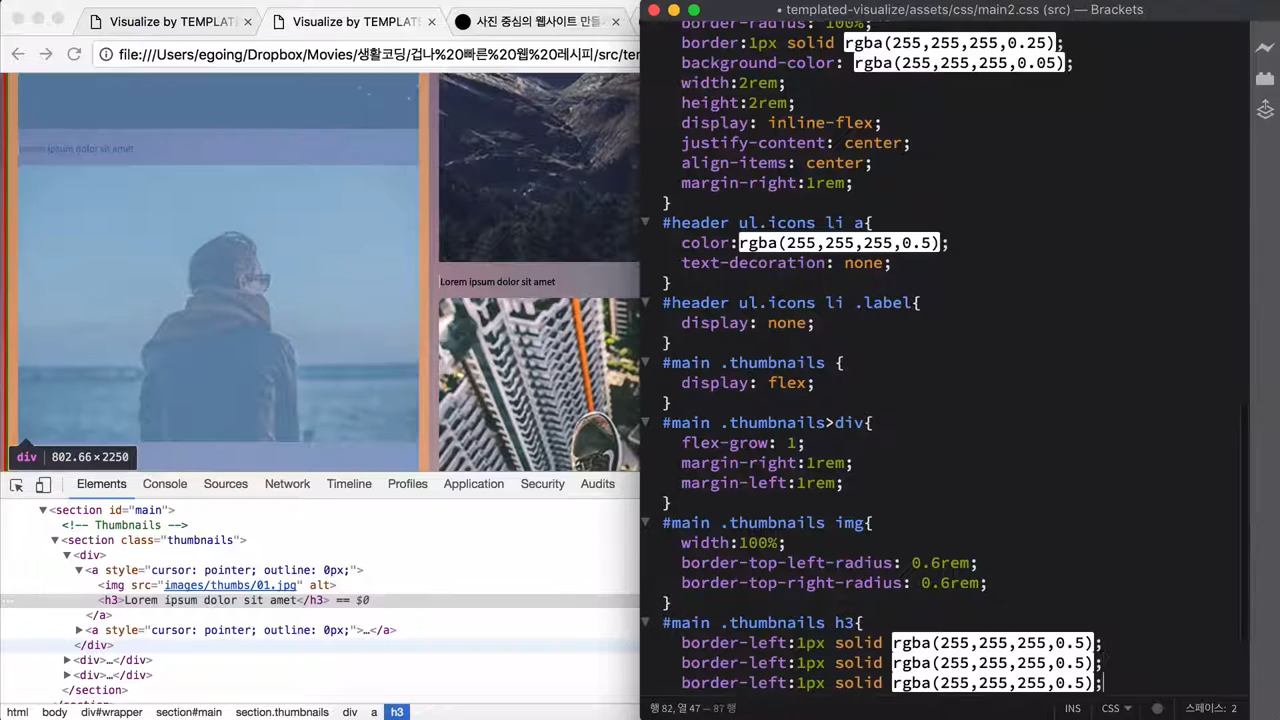 Visualize by TEMPLAT × Visualize by TEMPLAT × 사진 중심의 웹사이트 만들 ×
file:///Users/egoing/Dropbox/Movies/생활코딩/겁나%20빠른%20웹%20레시피/src/ten
Lorem ipsum dolor sit amet
Lorem ipsum dolor sit amet
div 802.66×2250
Elements Console Sources Network Timeline Profiles Application Security Audits
▼<section id="main">
<!-- Thumbnails -->
▼<section class="thumbnails">
▼<div>
▼<a style="cursor: pointer; outline: 0px;">
<img src="images/thumbs/01.jpg" alt>
<h3>Lorem ipsum dolor sit amet</h3> == $0
</a>
▶<a style="cursor: pointer; outline: 0px;">…</a>
</div>
▶<div>…</div>
▶<div>…</div>
</section>
html body div#wrapper section#main section.thumbnails div a h3
• templated-visualize/assets/css/main2.css (src) — Brackets
radius: 100%;
border:1px solid rgba(255,255,255,0.25);
background-color: rgba(255,255,255,0.05);
width:2rem;
height:2rem;
display: inline-flex;
justify-content: center;
align-items: center;
margin-right:1rem;
}
#header ul.icons li a{
color:rgba(255,255,255,0.5);
text-decoration: none;
}
#header ul.icons li .label{
display: none;
}
#main .thumbnails {
display: flex;
}
#main .thumbnails>div{
flex-grow: 1;
margin-right:1rem;
margin-left:1rem;
}
#main .thumbnails img{
width:100%;
border-top-left-radius: 0.6rem;
border-top-right-radius: 0.6rem;
}
#main .thumbnails h3{
border-left:1px solid rgba(255,255,255,0.5);
border-left:1px solid rgba(255,255,255,0.5);
border-left:1px solid rgba(255,255,255,0.5);
행 82, 열 47 — 87 행 INS CSS 스페이스: 2